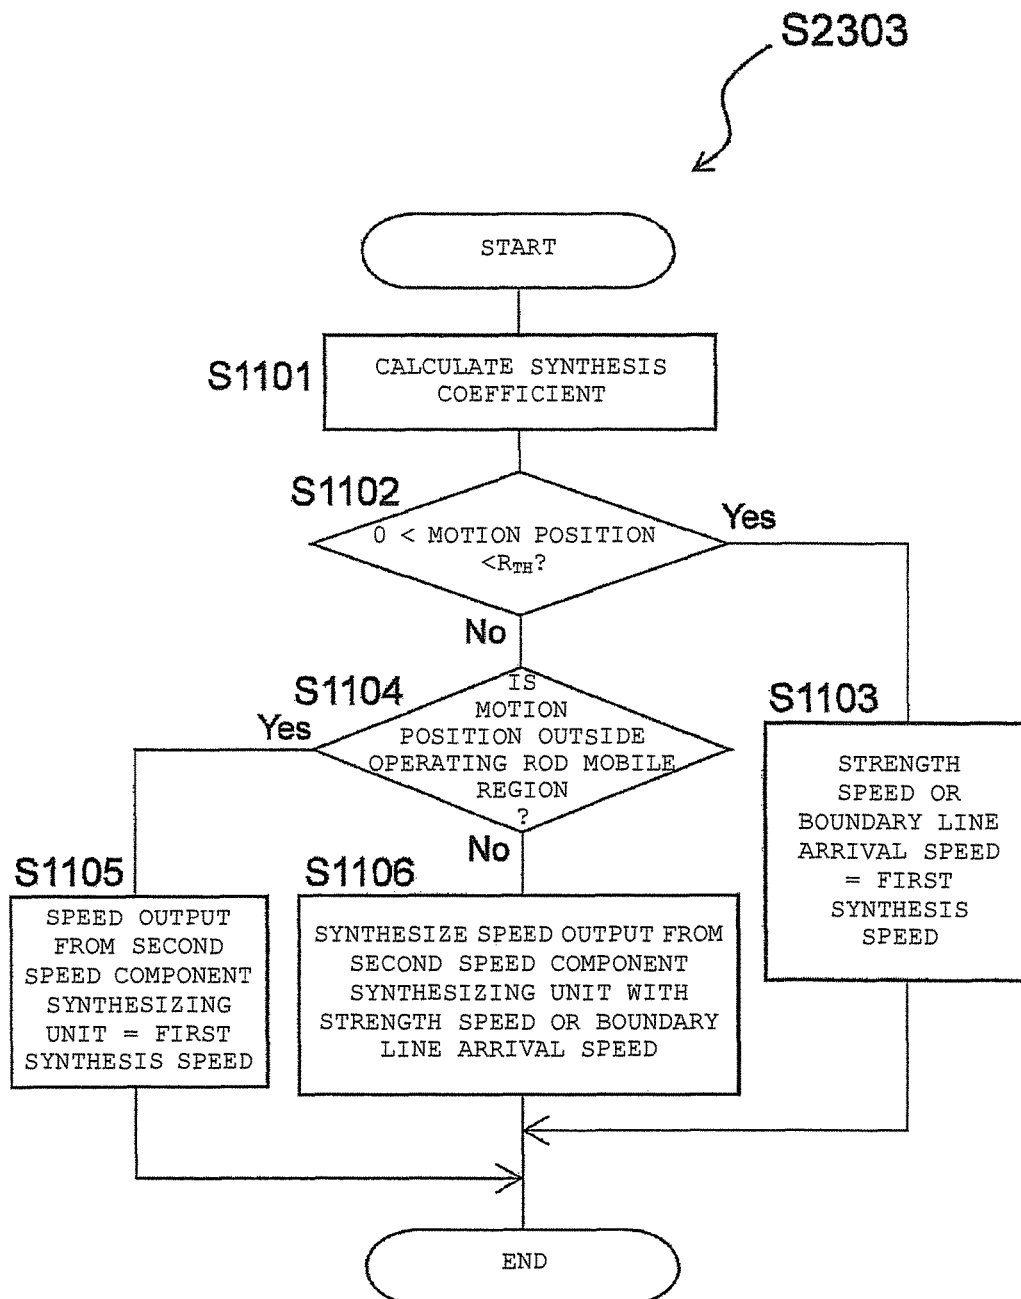 S2303
START
S1101
CALCULATE SYNTHESIS
COEFFICIENT
S1102
0 < MOTION POSITION
<RTH?
Yes
No
S1104
IS
MOTION
POSITION OUTSIDE
OPERATING ROD MOBILE
REGION
?
Yes
No
S1103
STRENGTH
SPEED OR
BOUNDARY LINE
ARRIVAL SPEED
= FIRST
SYNTHESIS
SPEED
S1105
SPEED OUTPUT
FROM SECOND
SPEED COMPONENT
SYNTHESIZING
UNIT = FIRST
SYNTHESIS SPEED
S1106
SYNTHESIZE SPEED OUTPUT FROM
SECOND SPEED COMPONENT
SYNTHESIZING UNIT WITH
STRENGTH SPEED OR BOUNDARY
LINE ARRIVAL SPEED
END